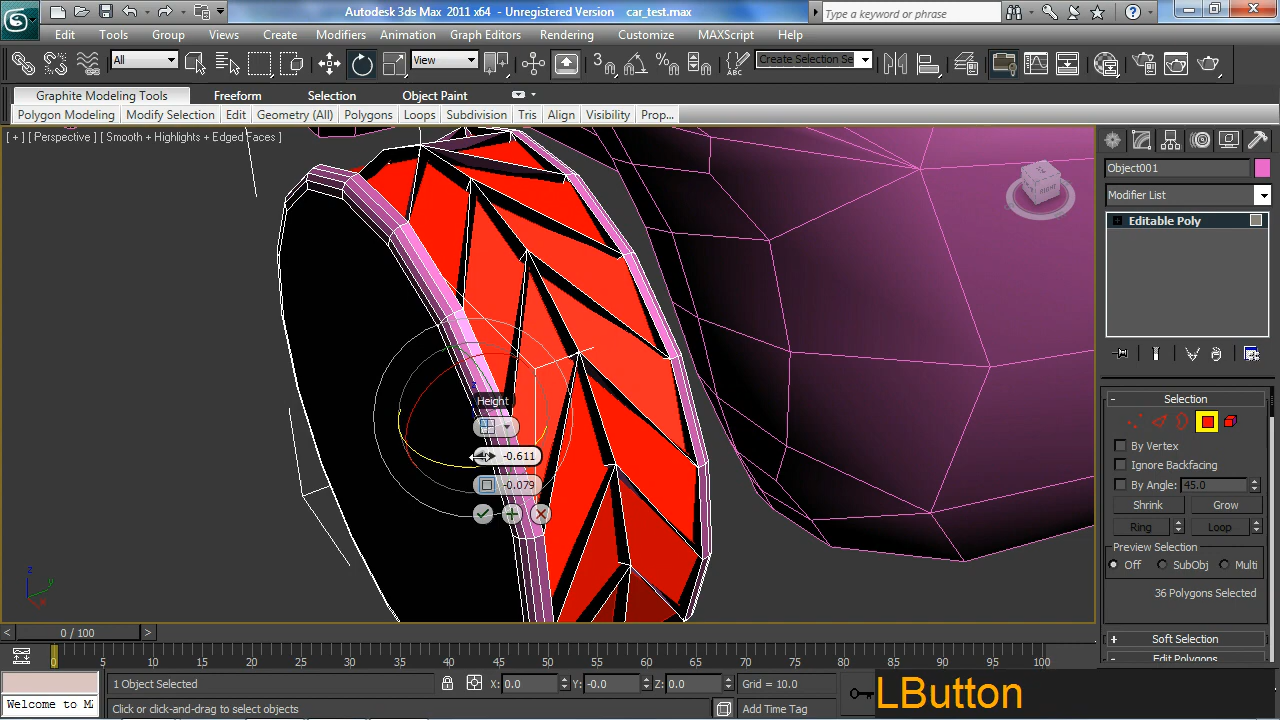 Autodesk 3ds Max 2011 x64 - Unregistered Version car_test.max
Type a keyword or phrase
Edit Tools Group Views Create Modifiers Animation Graph Editors Rendering Customize MAXScript Help
All
View
Create Selection Se
Graphite Modeling Tools Freeform Selection Object Paint
Polygon Modeling Modify Selection Edit Geometry (All) Polygons Loops Subdivision Tris Align Visibility Prop...
[ + ] [ Perspective ] [ Smooth + Highlights + Edged Faces ]
RIGHT
Object001
Modifier List
Editable Poly
Height
-0.611
-0.079
Selection
By Vertex
Ignore Backfacing
By Angle: 45.0
Shrink Grow
Ring Loop
Preview Selection
Off SubObj Multi
36 Polygons Selected
Soft Selection
Edit Polygons
z
y
x
0 / 100
0 5 10 15 20 25 30 35 40 45 50 55 60 65 70 75 80 85 90 95 100
1 Object Selected X: 0.0 Y: -0.0 Z: 0.0 Grid = 10.0
Welcome to M
Click or click-and-drag to select objects
Add Time Tag
LButton